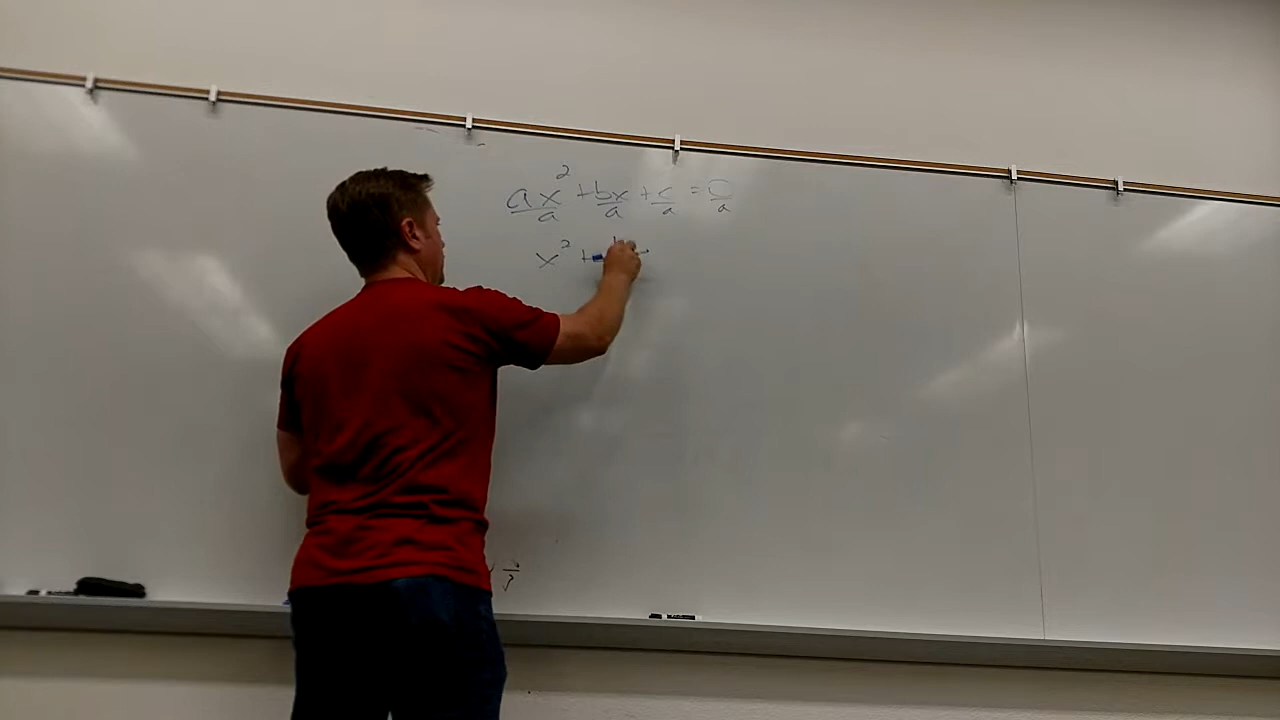 ax²/a + bx/a + c/a = 0/a
x² +